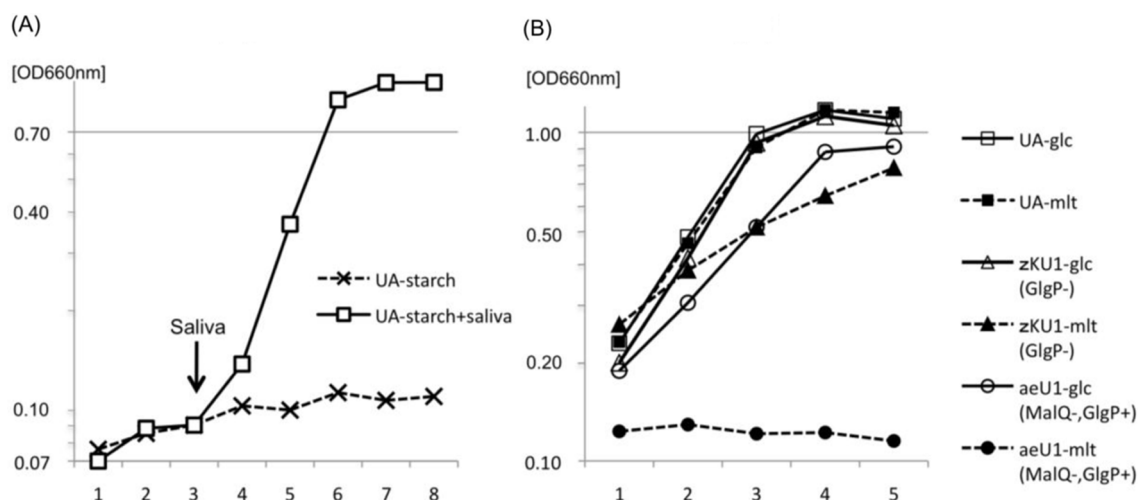 (A)
[OD660nm]
0.70
0.40
0.10
0.07
Saliva
UA-starch
UA-starch+saliva
1 2 3 4 5 6 7 8
(B)
[OD660nm]
1.00
0.50
0.20
0.10
1 2 3 4 5
UA-glc
UA-mlt
zKU1-glc
(GlgP-)
zKU1-mlt
(GlgP-)
aeU1-glc
(MalQ-,GlgP+)
aeU1-mlt
(MalQ-,GlgP+)